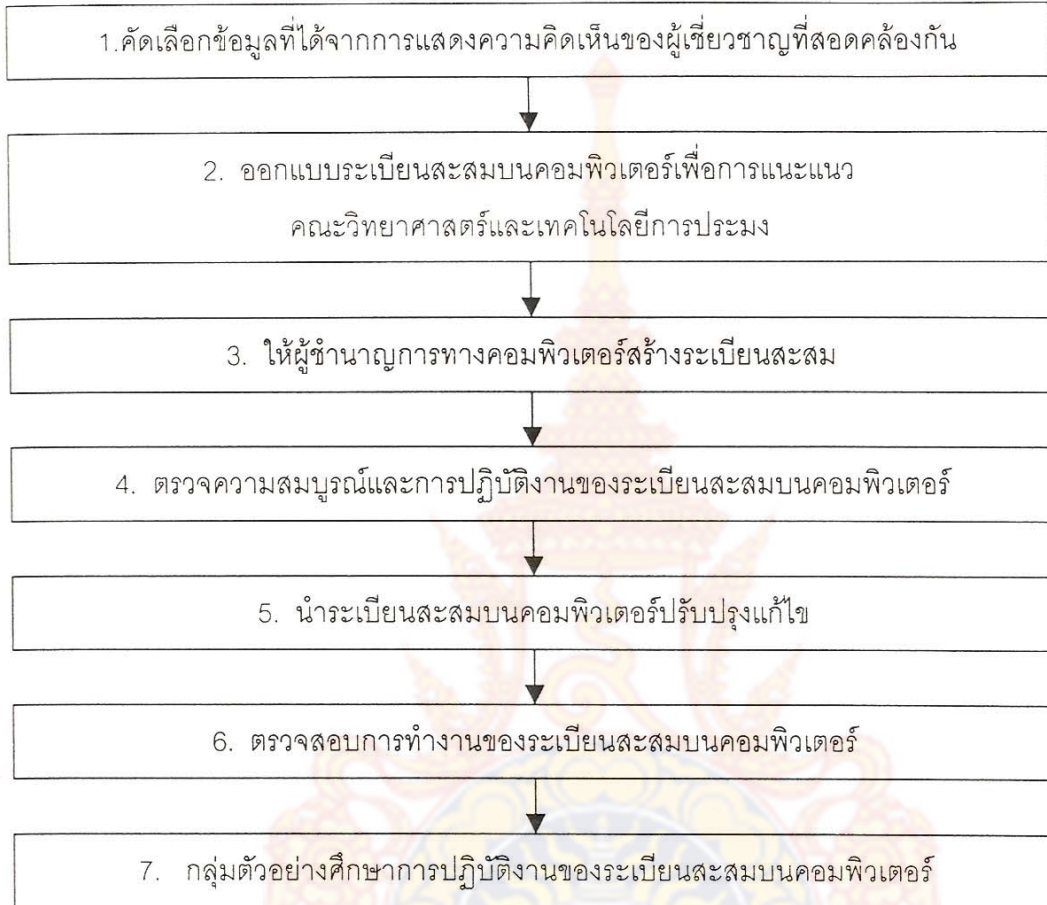 1.คัดเลือกข้อมูลที่ได้จากการแสดงความคิดเห็นของผู้เชี่ยวชาญที่สอดคล้องกัน
2. ออกแบบระเบียนสะสมบนคอมพิวเตอร์เพื่อการแนะแนว
คณะวิทยาศาสตร์และเทคโนโลยีการประมง
3. ให้ผู้ชำนาญการทางคอมพิวเตอร์สร้างระเบียนสะสม
4. ตรวจความสมบูรณ์และการปฏิบัติงานของระเบียนสะสมบนคอมพิวเตอร์
5. นำระเบียนสะสมบนคอมพิวเตอร์ปรับปรุงแก้ไข
6. ตรวจสอบการทำงานของระเบียนสะสมบนคอมพิวเตอร์
7. กลุ่มตัวอย่างศึกษาการปฏิบัติงานของระเบียนสะสมบนคอมพิวเตอร์